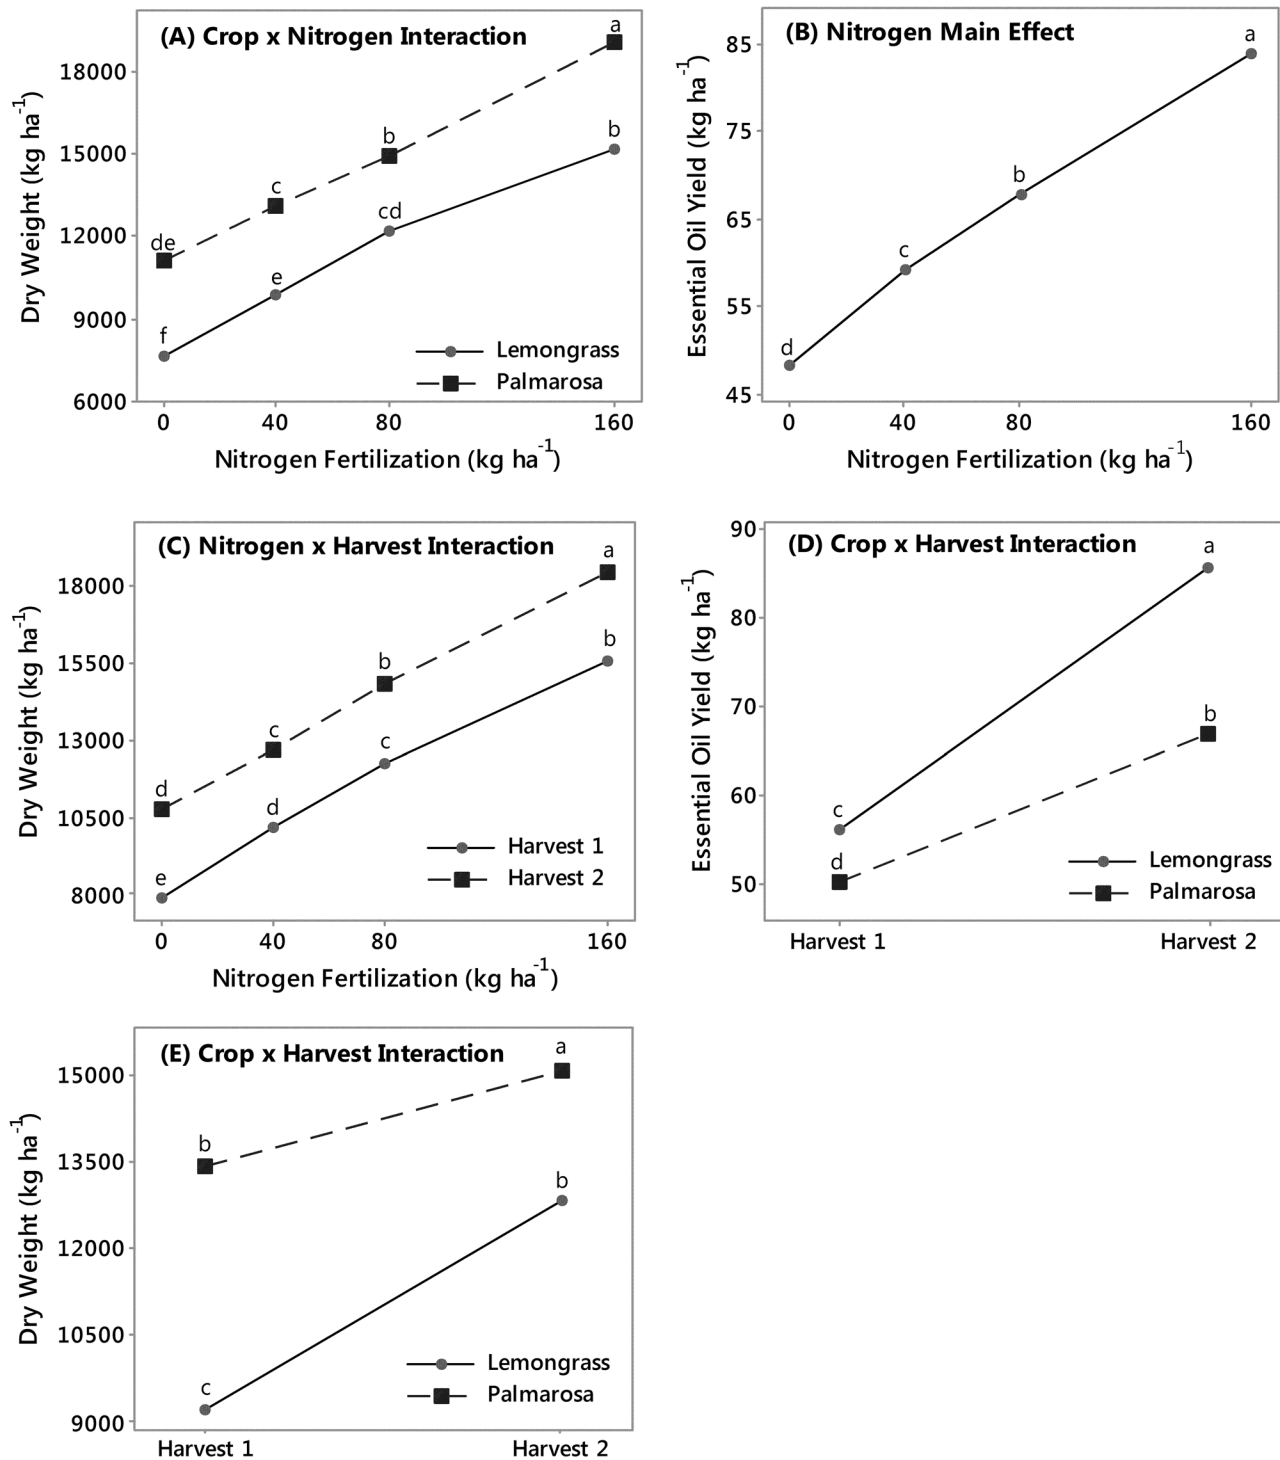 (A) Crop x Nitrogen Interaction
Dry Weight (kg ha-1)
18000
15000
12000
9000
6000
a
b
c
de
b
cd
e
f
Lemongrass
Palmarosa
0 40 80 160
Nitrogen Fertilization (kg ha-1)
(B) Nitrogen Main Effect
Essential Oil Yield (kg ha-1)
85
75
65
55
45
a
b
c
d
0 40 80 160
Nitrogen Fertilization (kg ha-1)
(C) Nitrogen x Harvest Interaction
Dry Weight (kg ha-1)
18000
15500
13000
10500
8000
a
b
c
d
b
c
d
e
Harvest 1
Harvest 2
0 40 80 160
Nitrogen Fertilization (kg ha-1)
(D) Crop x Harvest Interaction
Essential Oil Yield (kg ha-1)
90
80
70
60
50
a
b
c
d
Lemongrass
Palmarosa
Harvest 1 Harvest 2
(E) Crop x Harvest Interaction
Dry Weight (kg ha-1)
15000
13500
12000
10500
9000
a
b
b
c
Lemongrass
Palmarosa
Harvest 1 Harvest 2